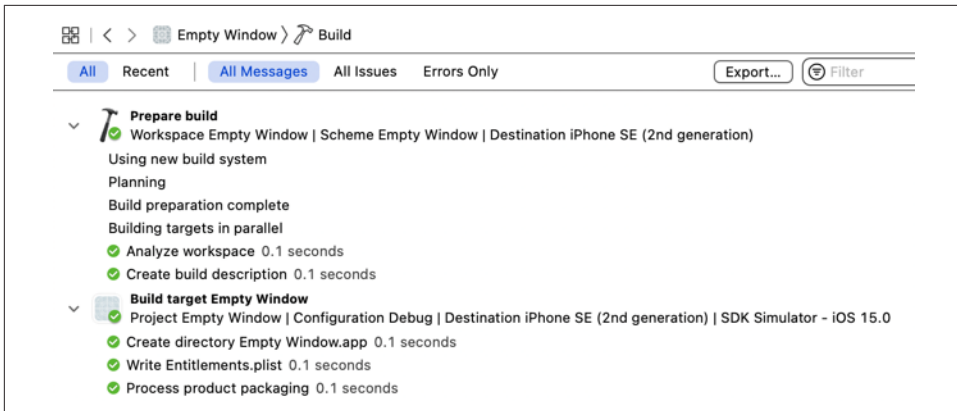 Empty Window 〉 Build
All Recent All Messages All Issues Errors Only Export... Filter
Prepare build
Workspace Empty Window | Scheme Empty Window | Destination iPhone SE (2nd generation)
Using new build system
Planning
Build preparation complete
Building targets in parallel
Analyze workspace 0.1 seconds
Create build description 0.1 seconds
Build target Empty Window
Project Empty Window | Configuration Debug | Destination iPhone SE (2nd generation) | SDK Simulator - iOS 15.0
Create directory Empty Window.app 0.1 seconds
Write Entitlements.plist 0.1 seconds
Process product packaging 0.1 seconds